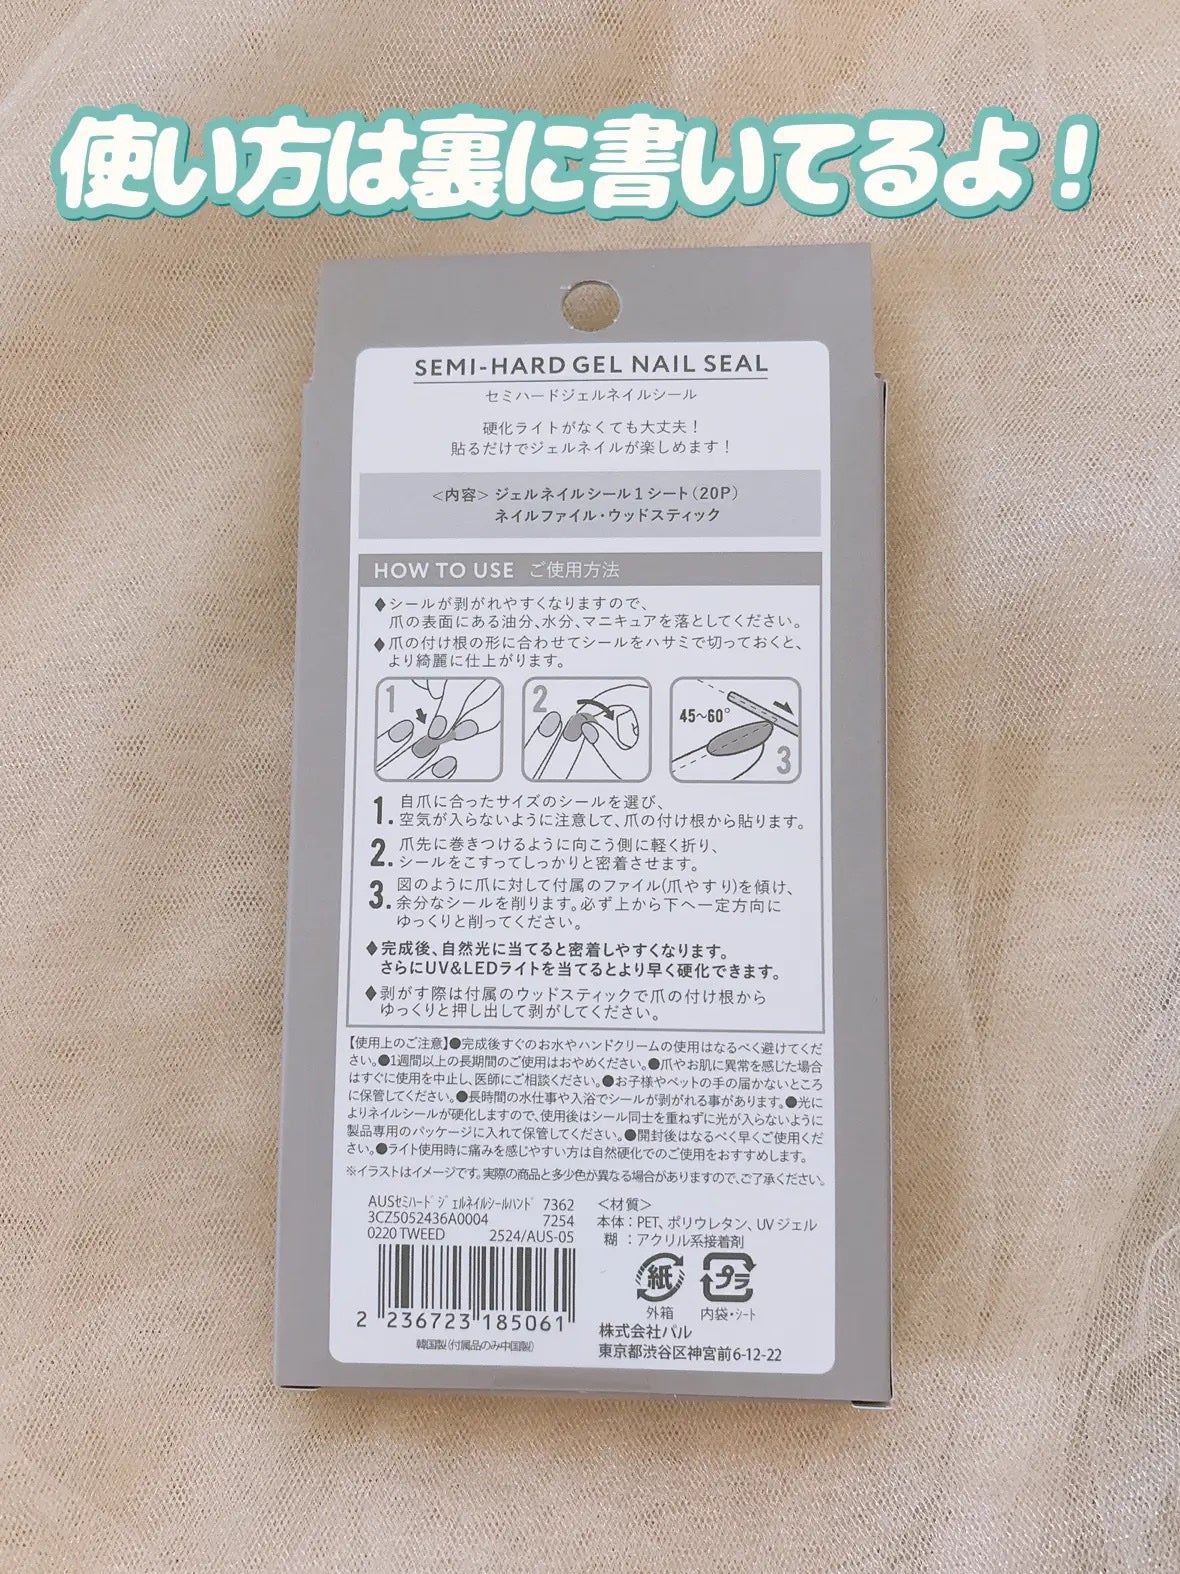 使い方は裏に書いてるよ！
SEMI-HARD GEL NAIL SEAL
セミハードジェルネイルシール
硬化ライトがなくても大丈夫！
貼るだけでジェルネイルが楽しめます！
<内容> ジェルネイルシール1シート(20P)
ネイルファイル・ウッドスティック
HOW TO USE ご使用方法
♦シールが剥がれやすくなりますので、
爪の表面にある油分、水分、マニキュアを落としてください。
♦爪の付け根の形に合わせてシールをハサミで切っておくと、
より綺麗に仕上がります。
1
2
45~60°
3
1. 自爪に合ったサイズのシールを選び、
空気が入らないように注意して、爪の付け根から貼ります。
2. 爪先に巻きつけるように向こう側に軽く折り、
シールをこすってしっかりと密着させます。
3. 図のように爪に対して付属のファイル(爪やすり)を傾け、
余分なシールを削ります。必ず上から下へ一定方向に
ゆっくりと削ってください。
♦完成後、自然光に当てると密着しやすくなります。
さらにUV&LEDライトを当てるとより早く硬化できます。
♦剥がす際は付属のウッドスティックで爪の付け根から
ゆっくりと押し出して剥がしてください。
【使用上のご注意】●完成後すぐのお水やハンドクリームの使用はなるべく避けてくだ
さい。●1週間以上の長期間のご使用はおやめください。●爪やお肌に異常を感じた場合
はすぐに使用を中止し、医師にご相談ください。●お子様やペットの手の届かないところ
に保管してください。●長時間の水仕事や入浴でシールが剥がれる事があります。●光に
よりネイルシールが硬化しますので、使用後はシール同士を重ねずに光が入らないように
製品専用のパッケージに入れて保管してください。●開封後はなるべく早くご使用くだ
さい。●ライト使用時に痛みを感じやすい方は自然硬化でのご使用をおすすめします。
※イラストはイメージです。実際の商品と多少色が異なる場合がありますので、ご了承ください。
AUSセミハードジェルネイルシールハンド 7362
3CZ5052436A0004 7254
0220 TWEED 2524/AUS-05
2 236723 185061
韓国製(付属品のみ中国製)
<材質>
本体：PET、ポリウレタン、UVジェル
糊 ：アクリル系接着剤
紙 プラ
外箱 内袋・シート
株式会社パル
東京都渋谷区神宮前6-12-22